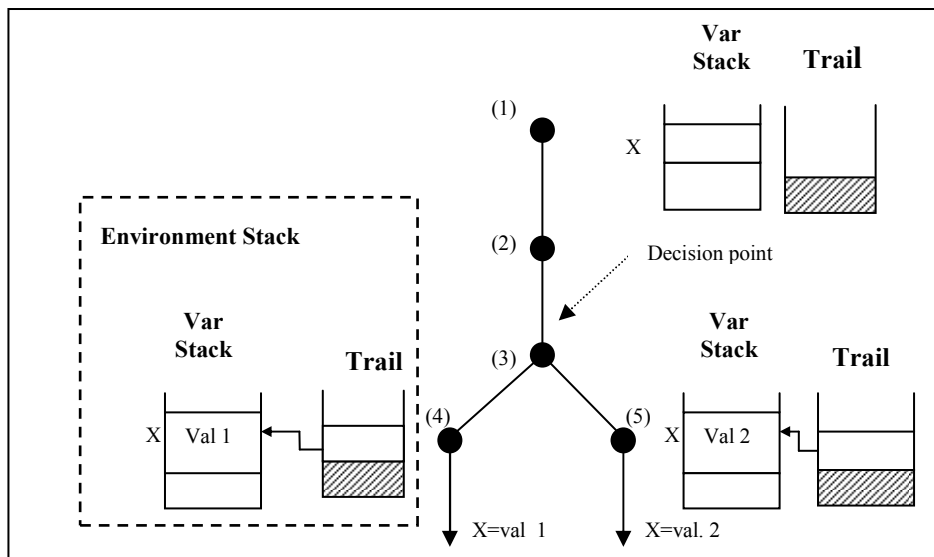 Var
Stack
Trail
(1)
X
Environment Stack
(2)
Decision point
Var
Stack
Trail
(3)
Var
Stack
Trail
(4)
(5)
X
Val 1
X
Val 2
X=val 1
X=val. 2